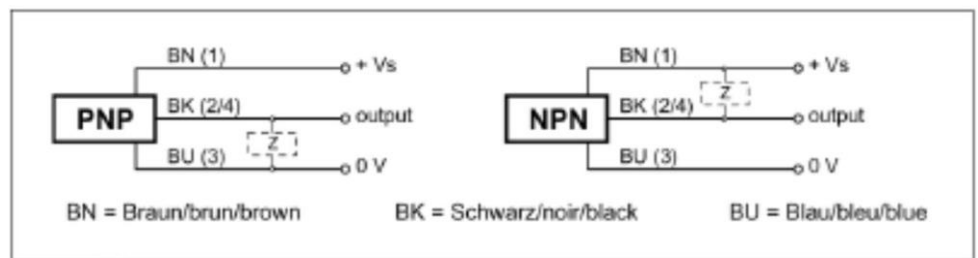 BN (1) + Vs BN (1) + Vs
PNP BK (2/4) output NPN BK (2/4) output
Z Z
BU (3) 0 V BU (3) 0 V
BN = Braun/brun/brown BK = Schwarz/noir/black BU = Blau/bleu/blue